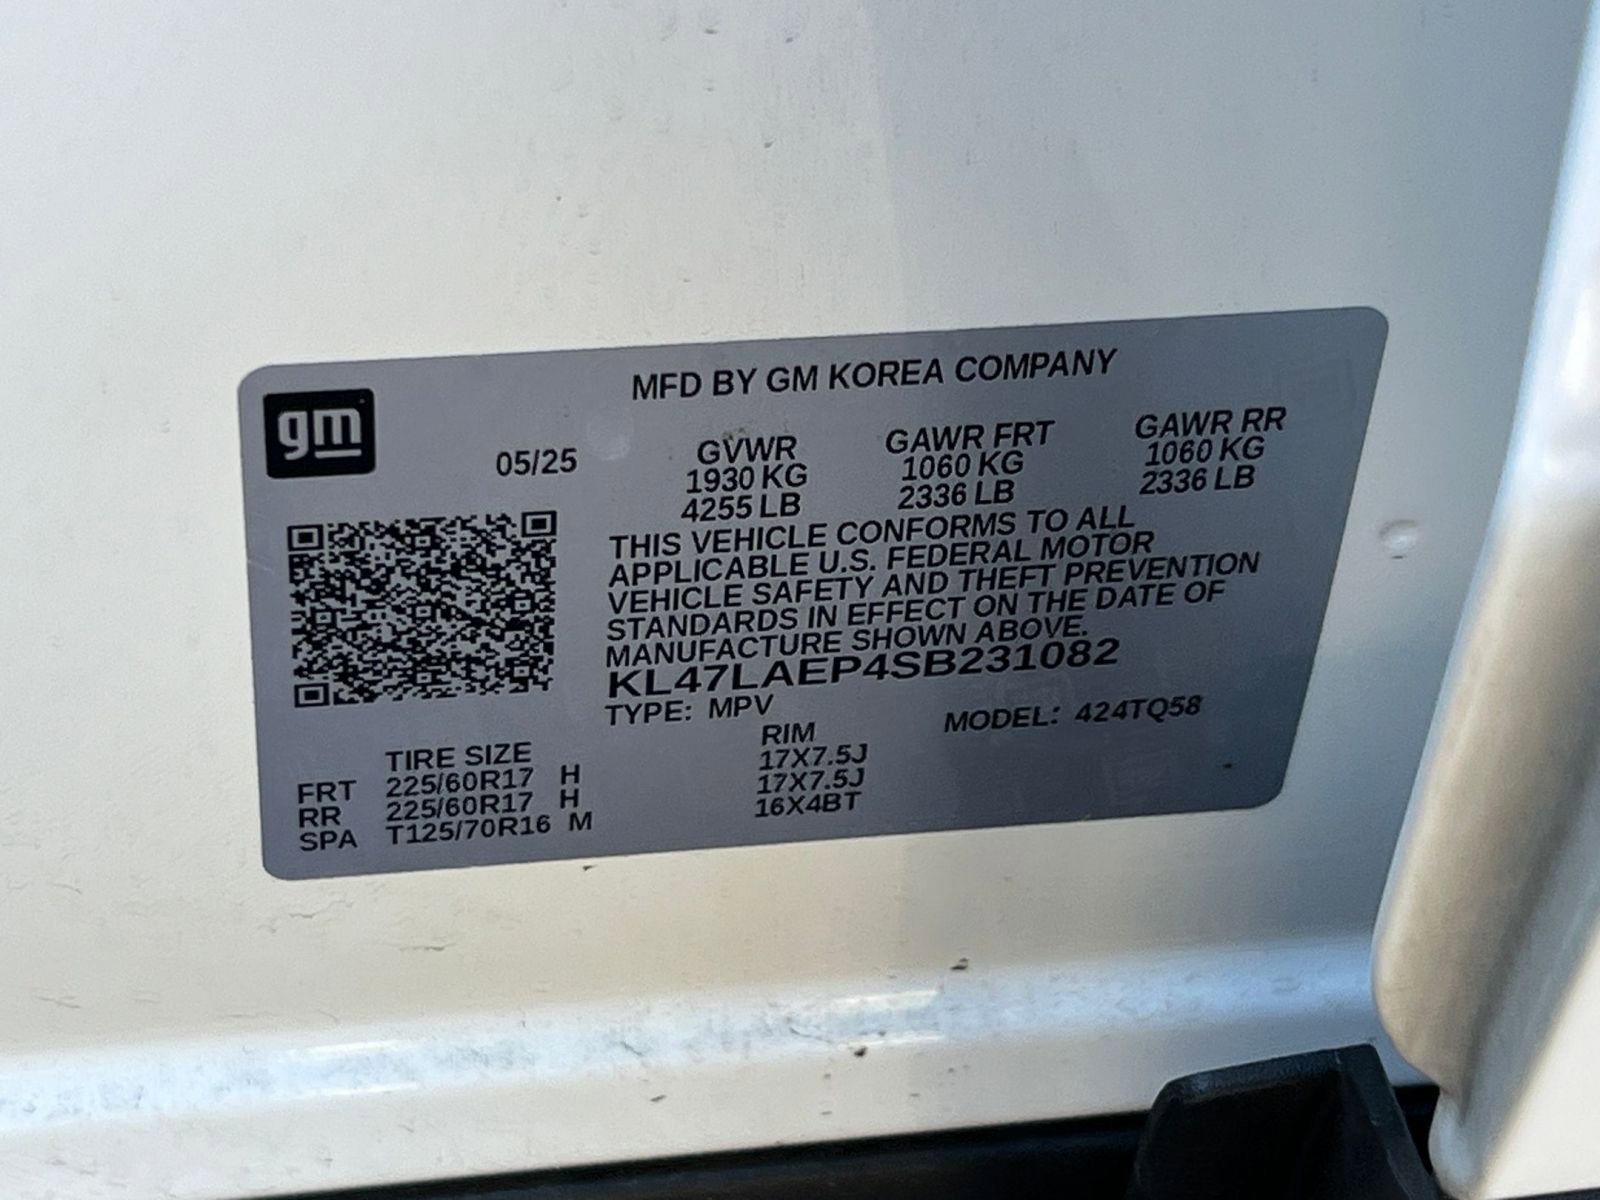 MFD BY GM KOREA COMPANY
gm
05/25
GVWR GAWR FRT GAWR RR
1930 KG 1060 KG 1060 KG
4255 LB 2336 LB 2336 LB
THIS VEHICLE CONFORMS TO ALL
APPLICABLE U.S. FEDERAL MOTOR
VEHICLE SAFETY AND THEFT PREVENTION
STANDARDS IN EFFECT ON THE DATE OF
MANUFACTURE SHOWN ABOVE.
KL47LAEP4SB231082
TYPE: MPV MODEL: 424TQ58
TIRE SIZE RIM
FRT 225/60R17 H 17X7.5J
RR 225/60R17 H 17X7.5J
SPA T125/70R16 M 16X4BT